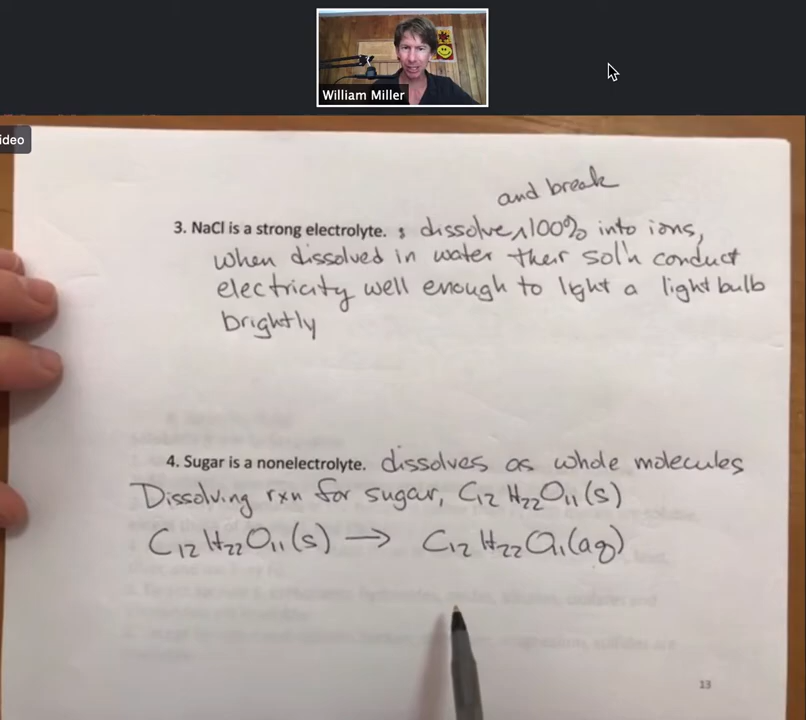 William Miller
ideo
and break
3. NaCl is a strong electrolyte. : dissolve ^ 100% into ions,
when dissolved in water their sol'n conduct
electricity well enough to light a light bulb
brightly
4. Sugar is a nonelectrolyte. dissolves as whole molecules
Dissolving rxn for sugar, C12 H22 O11 (s)
C12 H22 O11 (s) → C12 H22 O11 (aq)
13